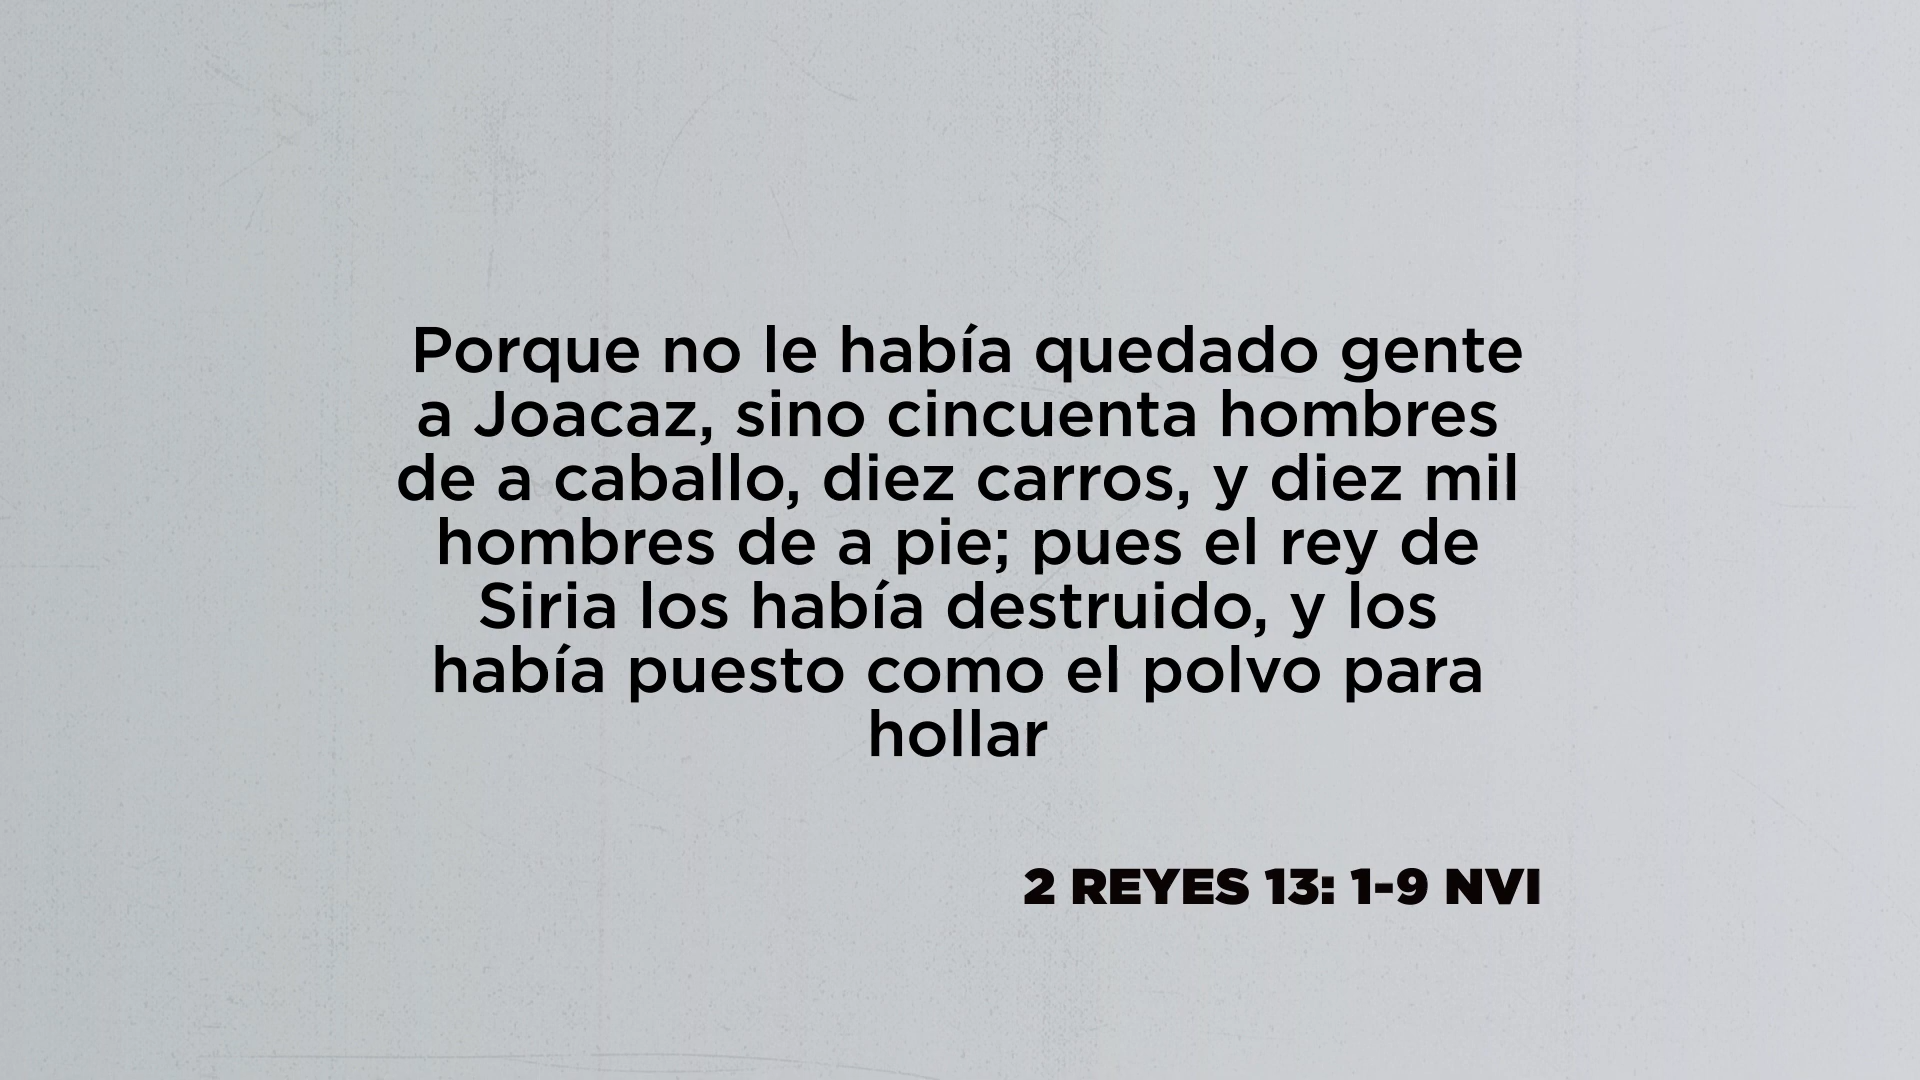 Porque no le había quedado gente
a Joacaz, sino cincuenta hombres
de a caballo, diez carros, y diez mil
hombres de a pie; pues el rey de
Siria los había destruido, y los
había puesto como el polvo para
hollar
2 REYES 13: 1-9 NVI